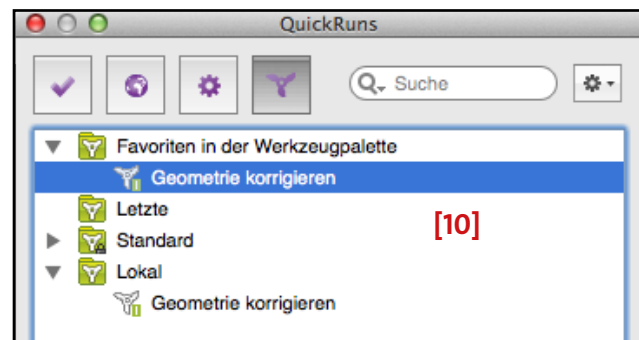 QuickRuns
Suche
Favoriten in der Werkzeugpalette
Geometrie korrigieren
Letzte
[10]
Standard
Lokal
Geometrie korrigieren